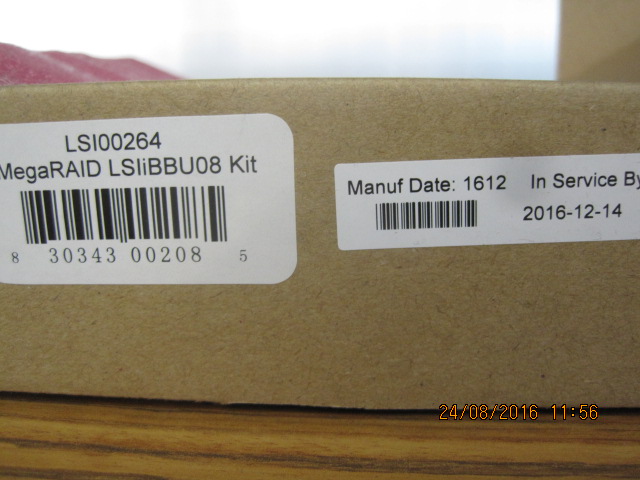 LSI00264
MegaRAID LSIiBBU08 Kit
8 30343 00208 5
Manuf Date: 1612 In Service By
2016-12-14
24/08/2016 11:56